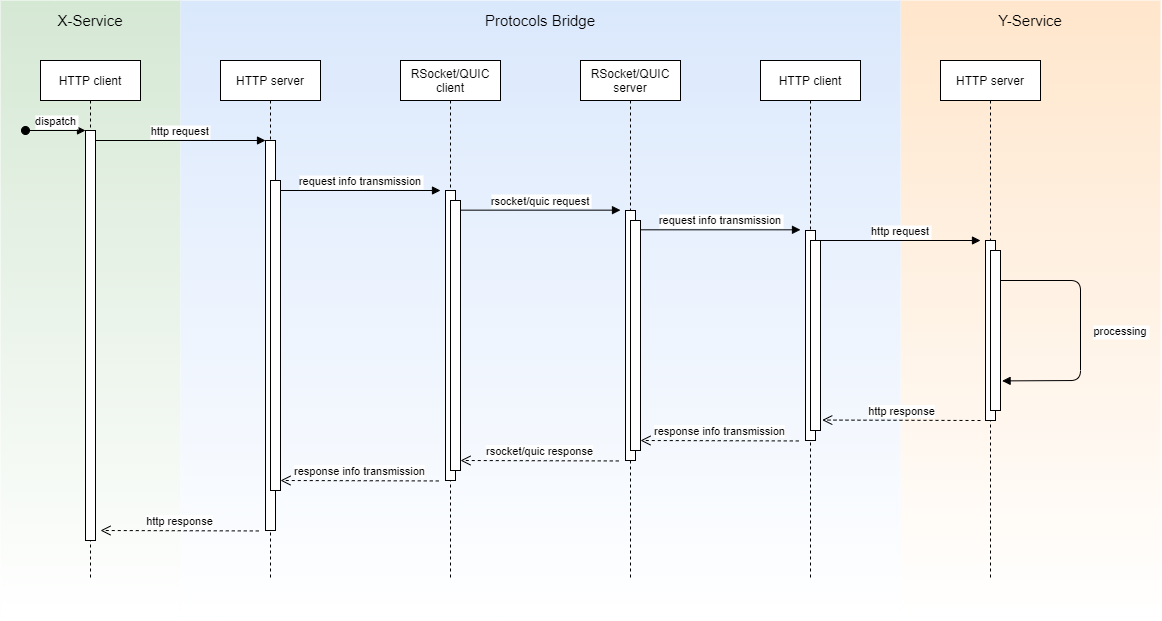 X-Service
Protocols Bridge
Y-Service
HTTP client
HTTP server
RSocket/QUIC
client
RSocket/QUIC
server
HTTP client
HTTP server
dispatch
http request
request info transmission
rsocket/quic request
request info transmission
http request
processing
http response
response info transmission
rsocket/quic response
response info transmission
http response